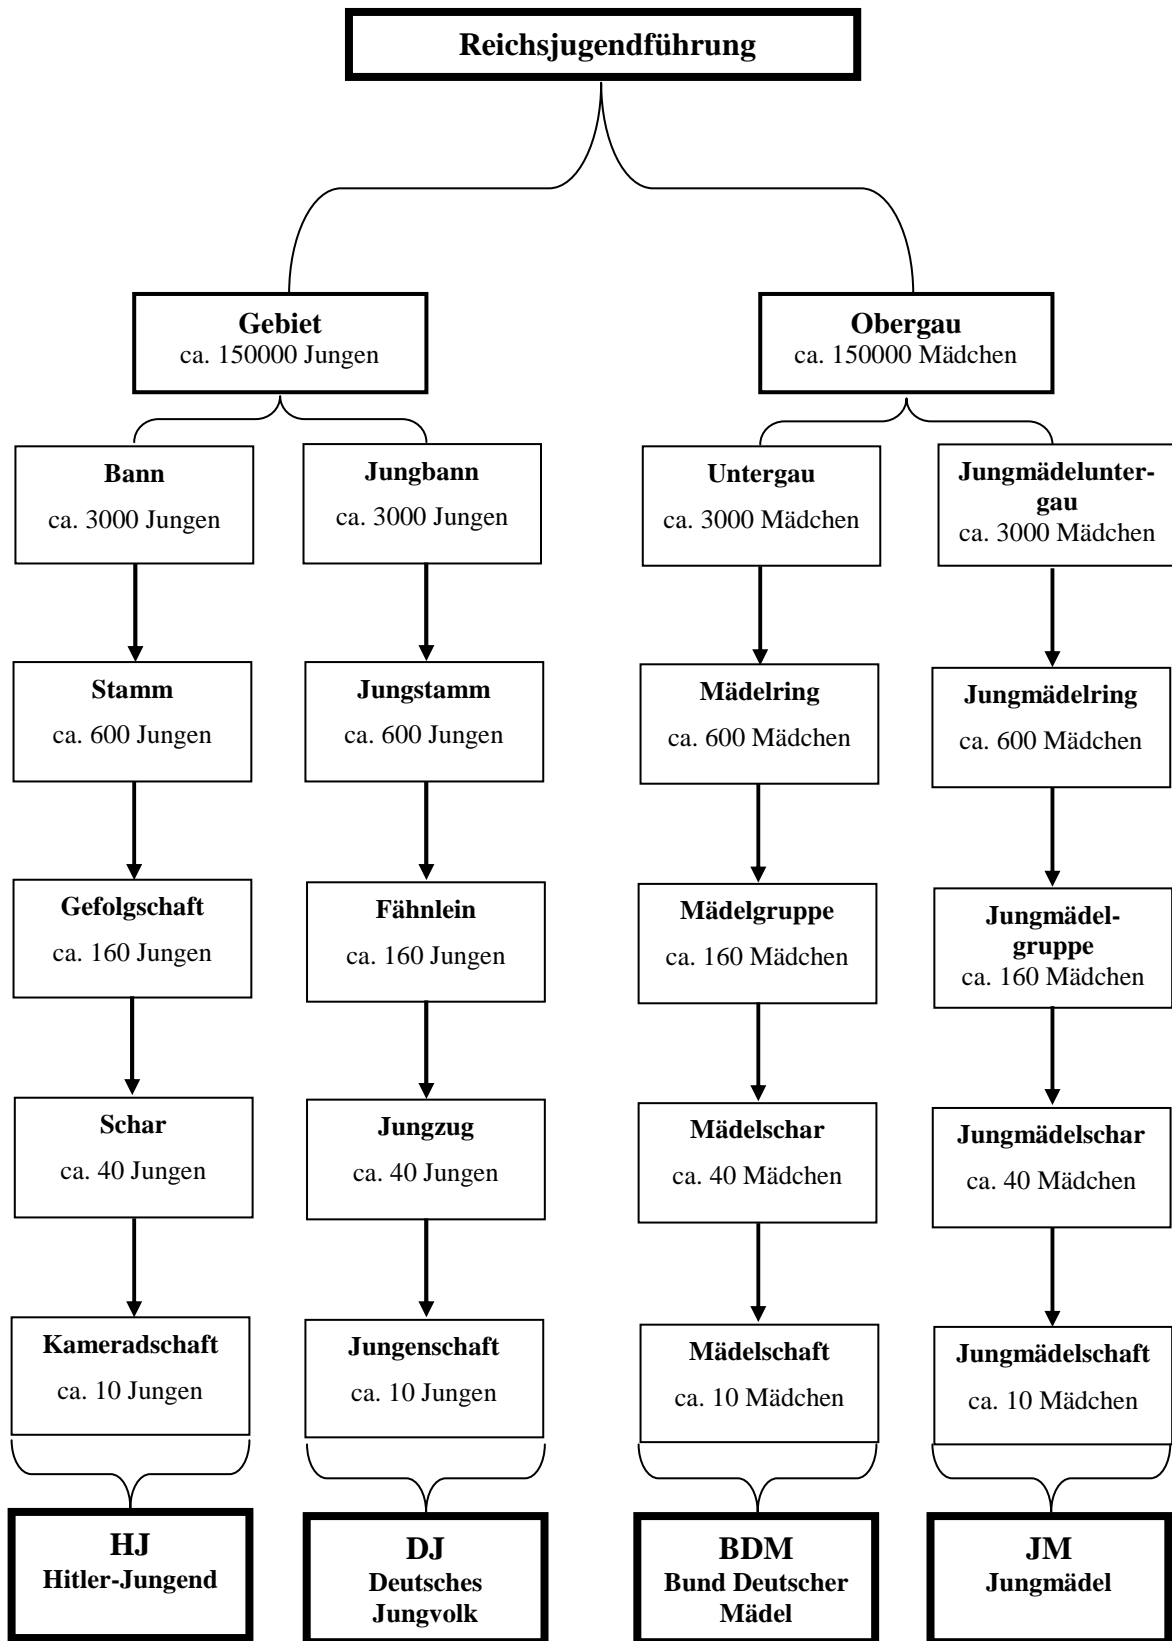 Reichsjugendführung
Gebiet
ca. 150000 Jungen
Obergau
ca. 150000 Mädchen
Bann
ca. 3000 Jungen
Jungbann
ca. 3000 Jungen
Untergau
ca. 3000 Mädchen
Jungmädelunter-
gau
ca. 3000 Mädchen
Stamm
ca. 600 Jungen
Jungstamm
ca. 600 Jungen
Mädelring
ca. 600 Mädchen
Jungmädelring
ca. 600 Mädchen
Gefolgschaft
ca. 160 Jungen
Fähnlein
ca. 160 Jungen
Mädelgruppe
ca. 160 Mädchen
Jungmädel-
gruppe
ca. 160 Mädchen
Schar
ca. 40 Jungen
Jungzug
ca. 40 Jungen
Mädelschar
ca. 40 Mädchen
Jungmädelschar
ca. 40 Mädchen
Kameradschaft
ca. 10 Jungen
Jungenschaft
ca. 10 Jungen
Mädelschaft
ca. 10 Mädchen
Jungmädelschaft
ca. 10 Mädchen
HJ
Hitler-Jungend
DJ
Deutsches
Jungvolk
BDM
Bund Deutscher
Mädel
JM
Jungmädel